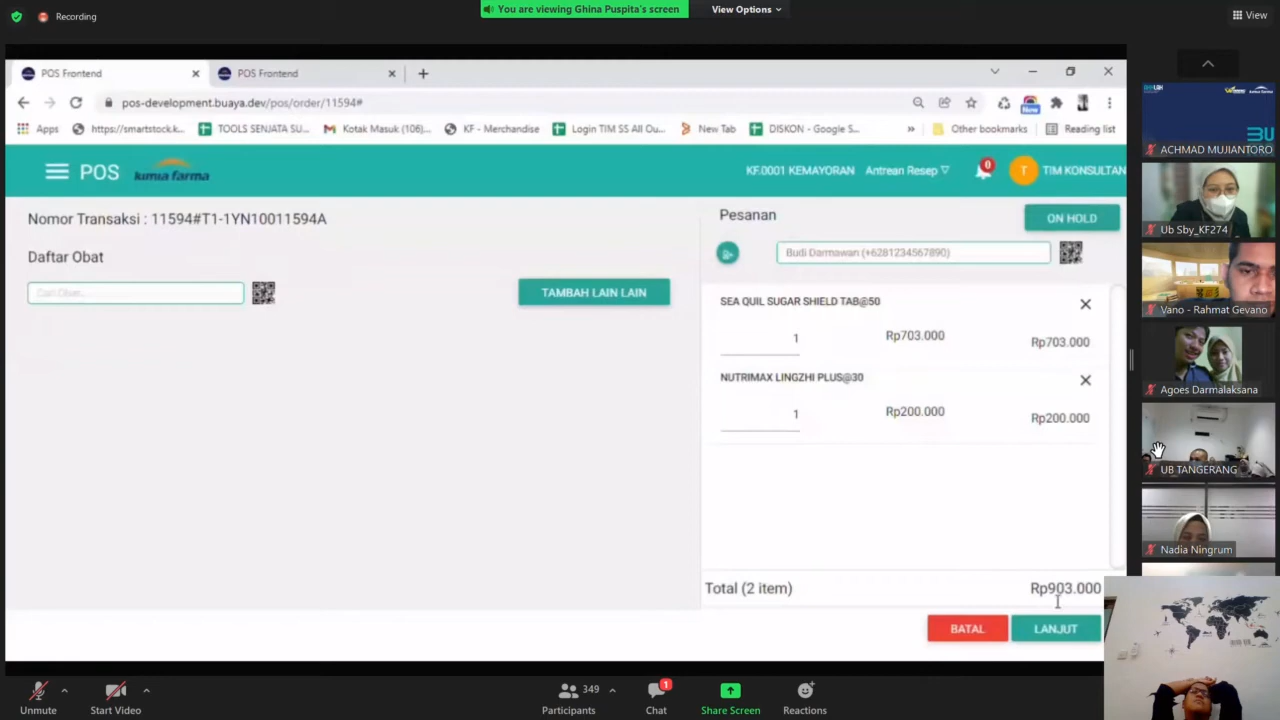 Recording
You are viewing Ghina Puspita's screen
View Options
View
POS Frontend
POS Frontend
pos-development.buaya.dev/pos/order/11594#
Apps
https://smartstock.k...
TOOLS SENJATA SU...
Kotak Masuk (106)...
KF - Merchandise
Login TIM SS All Ou...
New Tab
DISKON - Google S...
»
Other bookmarks
Reading list
New
POS
kimia farma
KF.0001 KEMAYORAN
Antrean Resep
0
T
TIM KONSULTAN
Nomor Transaksi : 11594#T1-1YN10011594A
Daftar Obat
Cari Obat...
TAMBAH LAIN LAIN
Pesanan
ON HOLD
Budi Darmawan (+6281234567890)
SEA QUIL SUGAR SHIELD TAB@50
1 Rp703.000 Rp703.000
NUTRIMAX LINGZHI PLUS@30
1 Rp200.000 Rp200.000
Total (2 item) Rp903.000
BATAL
LANJUT
ACHMAD MUJIANTORO
Ub Sby_KF274
Vano - Rahmat Gevano
Agoes Darmalaksana
UB TANGERANG
Nadia Ningrum
Unmute
Start Video
349
Participants
1
Chat
Share Screen
Reactions